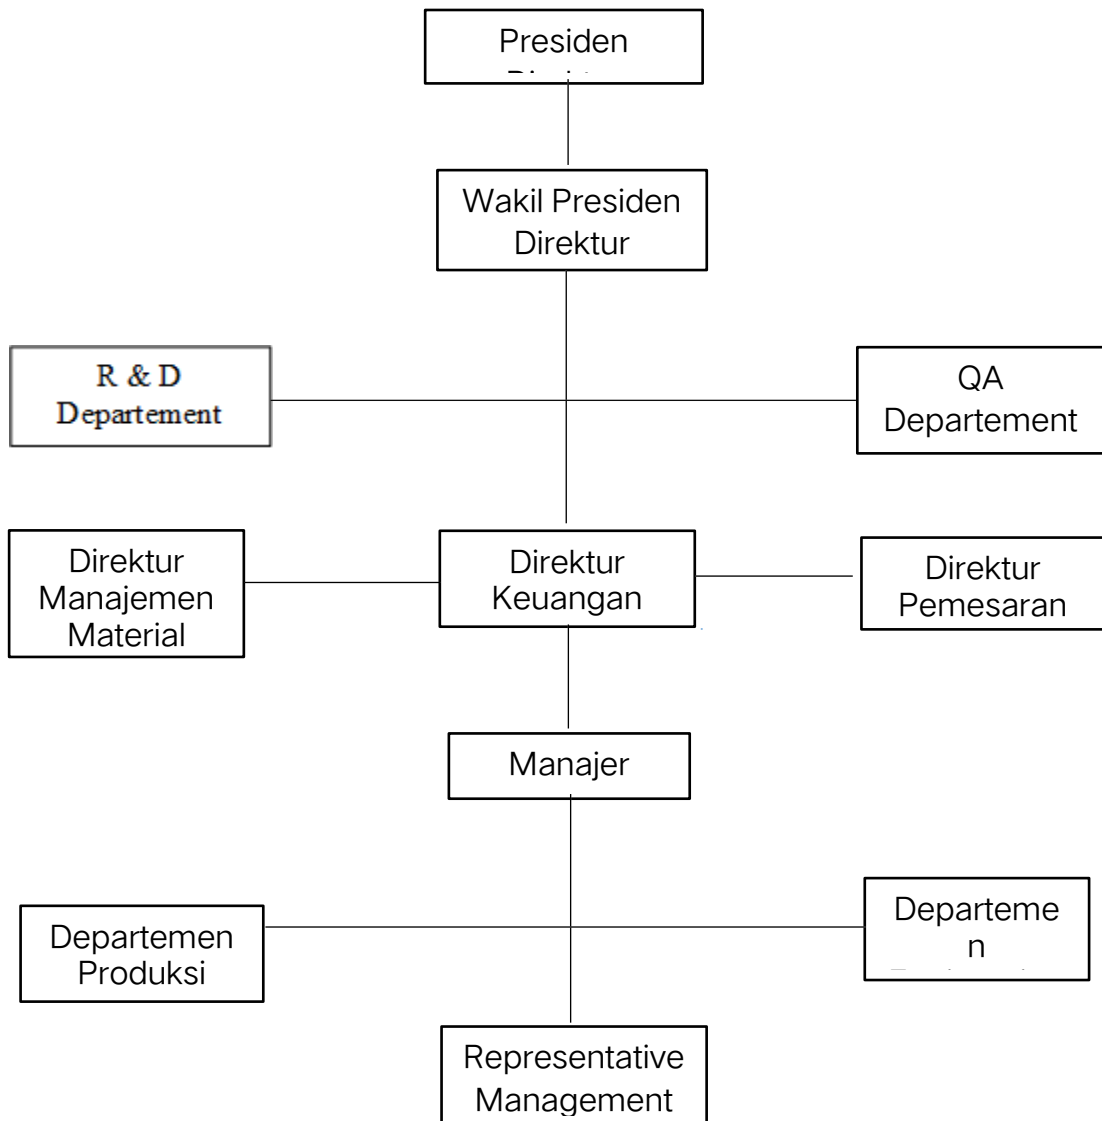 Presiden
Wakil Presiden
Direktur
R & D
Departement
QA
Departement
Direktur
Manajemen
Material
Direktur
Keuangan
Direktur
Pemesaran
Manajer
Departemen
Produksi
Departeme
n
Representative
Management